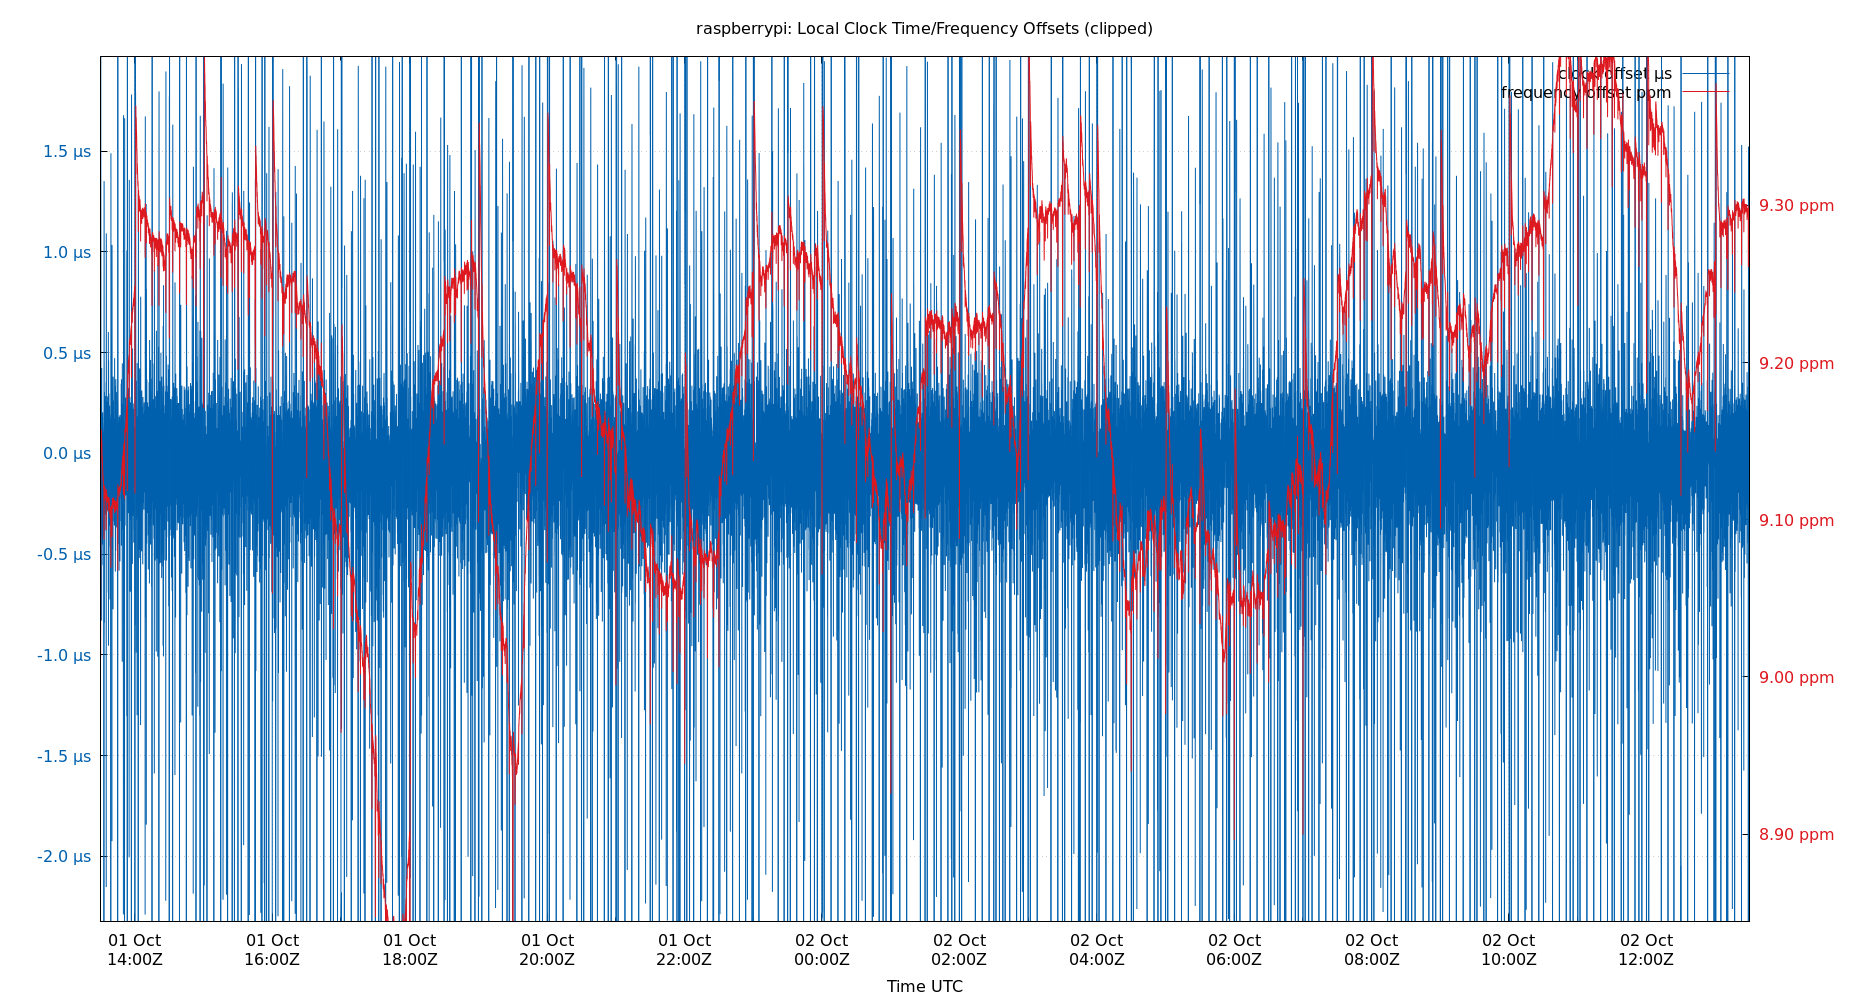 raspberrypi: Local Clock Time/Frequency Offsets (clipped)
clock offset µs
frequency offset ppm
1.5 µs
1.0 µs
0.5 µs
0.0 µs
-0.5 µs
-1.0 µs
-1.5 µs
-2.0 µs
9.30 ppm
9.20 ppm
9.10 ppm
9.00 ppm
8.90 ppm
01 Oct 01 Oct 01 Oct 01 Oct 01 Oct 02 Oct 02 Oct 02 Oct 02 Oct 02 Oct 02 Oct 02 Oct
14:00Z 16:00Z 18:00Z 20:00Z 22:00Z 00:00Z 02:00Z 04:00Z 06:00Z 08:00Z 10:00Z 12:00Z
Time UTC